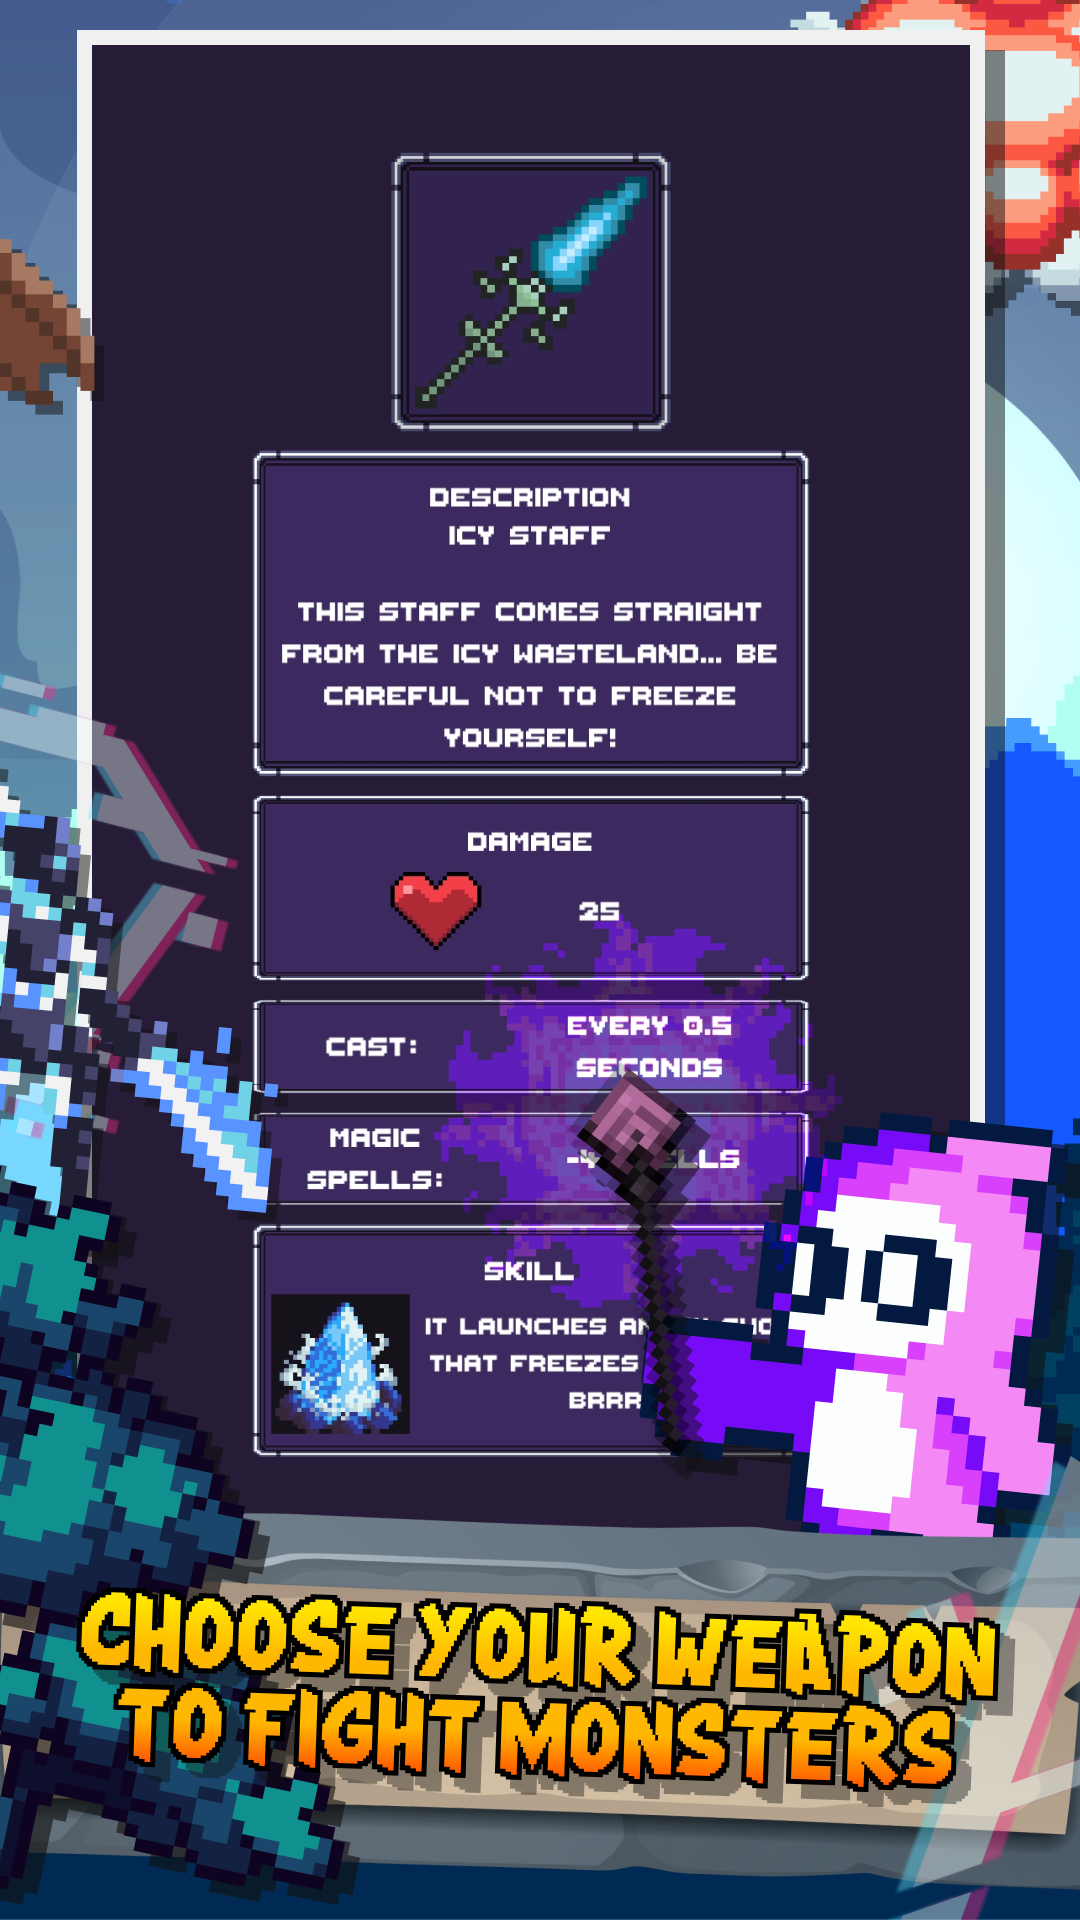 DESCRIPTION
ICY STAFF
THIS STAFF COMES STRAIGHT
FROM THE ICY WASTELAND... BE
CAREFUL NOT TO FREEZE
YOURSELF!
DAMAGE
25
CAST:
EVERY 0.5
SECONDS
MAGIC
SPELLS:
SKILL
IT LAUNCHES
THAT FREEZES
CHOOSE YOUR WEAPON
TO FIGHT MONSTERS